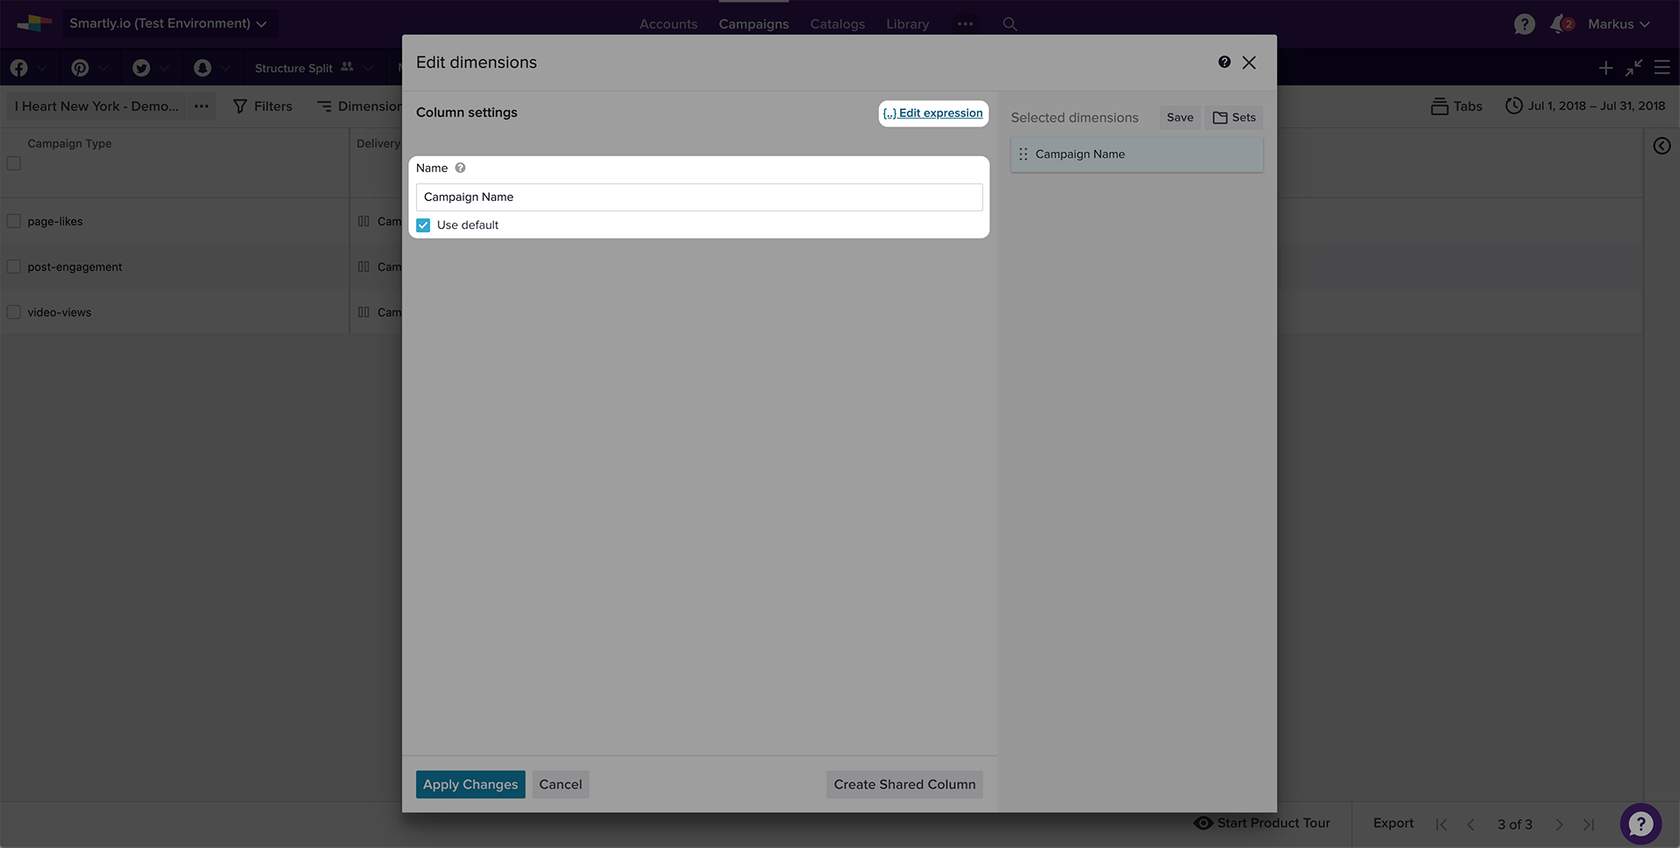 Smartly.io (Test Environment)
Accounts
Campaigns
Catalogs
Library
2
Markus
Structure Split
I Heart New York - Demo...
Filters
Dimension
Tabs
Jul 1, 2018 – Jul 31, 2018
Edit dimensions
Column settings
{..} Edit expression
Name
Campaign Name
Use default
Selected dimensions
Save
Sets
Campaign Name
Campaign Type
Delivery
page-likes
Cam
post-engagement
Cam
video-views
Cam
Apply Changes
Cancel
Create Shared Column
Start Product Tour
Export
3 of 3